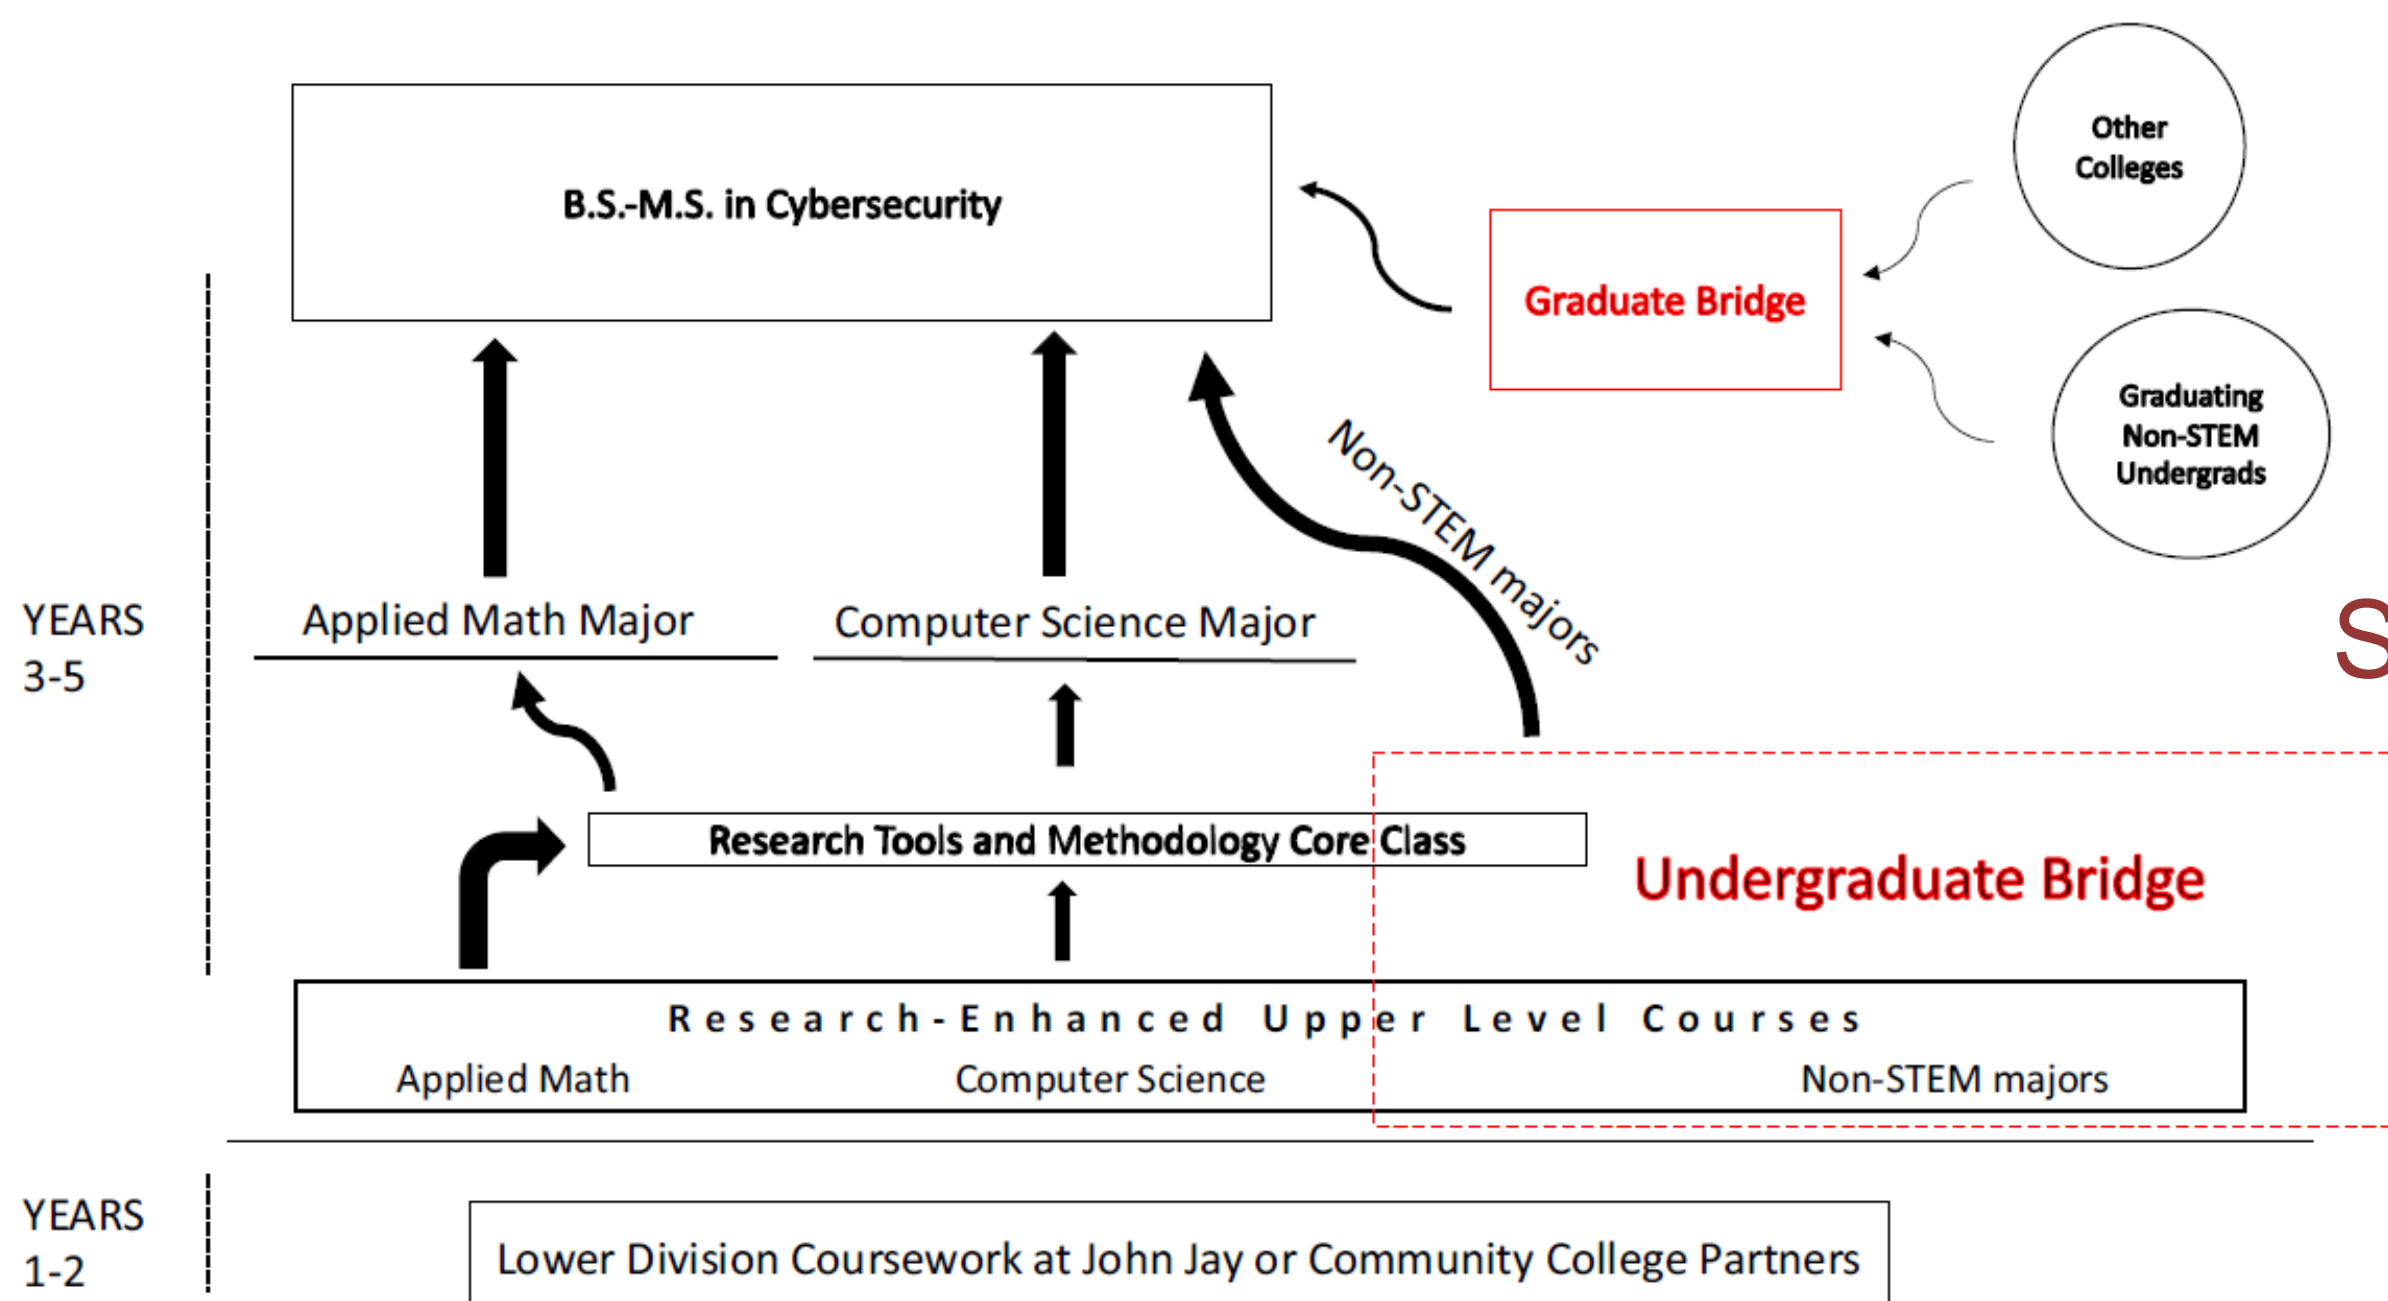 Other
Colleges
B.S.-M.S. in Cybersecurity
Graduate Bridge
Graduating
Non-STEM
Undergrads
Non-STEM majors
YEARS
3-5
Applied Math Major
Computer Science Major
S
Research Tools and Methodology Core Class
Undergraduate Bridge
Research-Enhanced Upper Level Courses
Applied Math
Computer Science
Non-STEM majors
YEARS
1-2
Lower Division Coursework at John Jay or Community College Partners